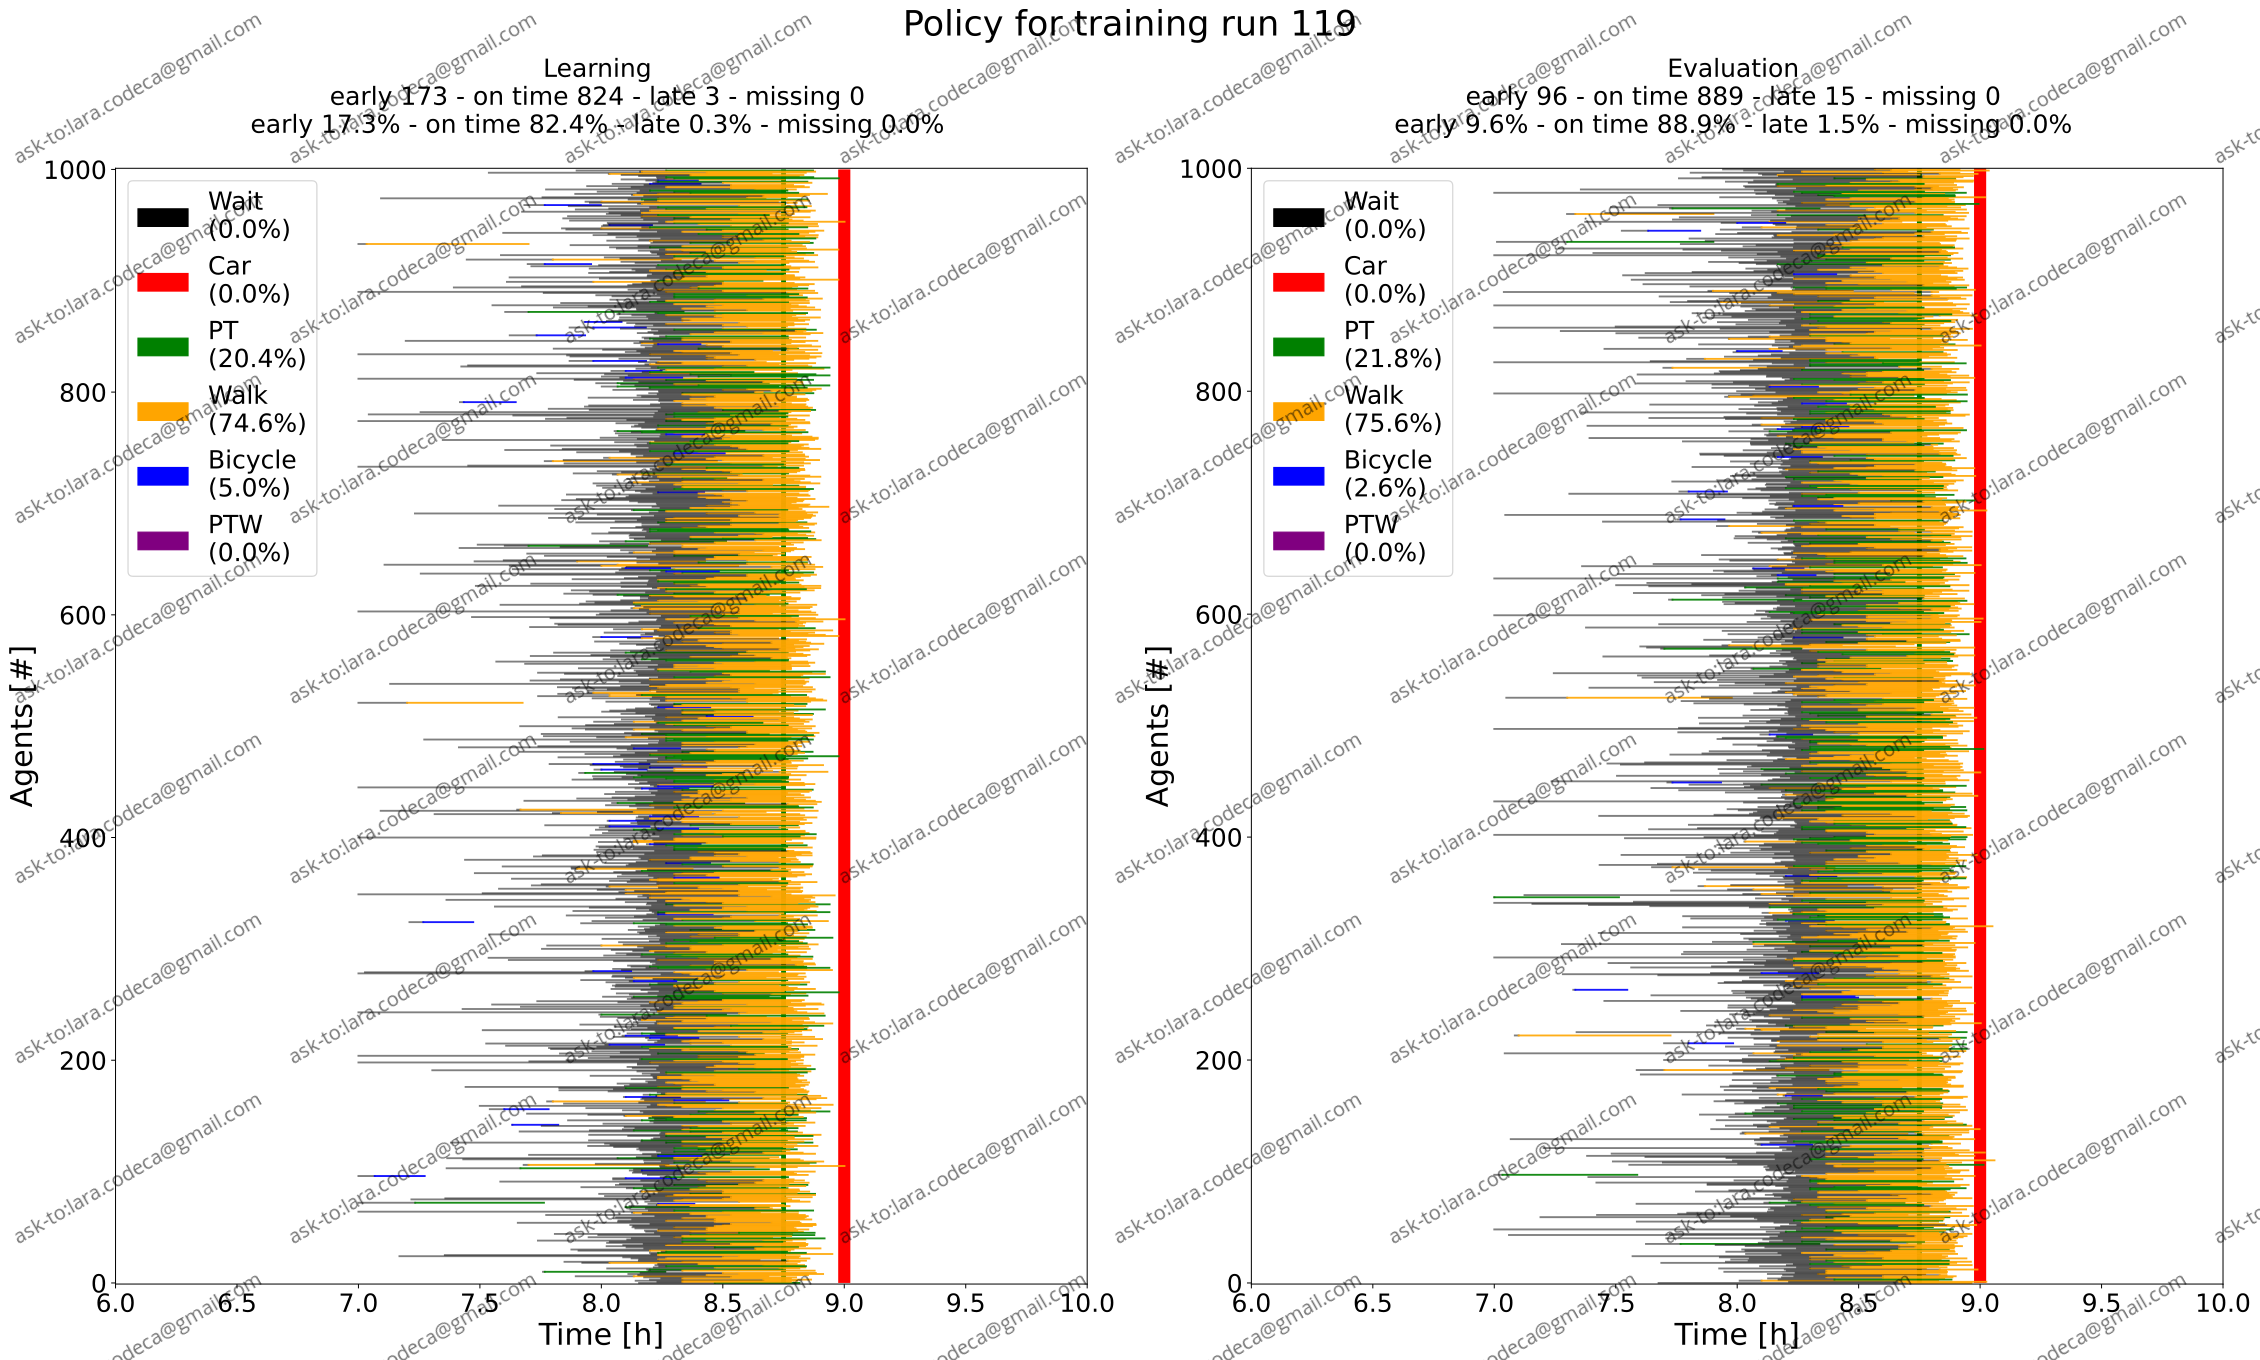 Policy for training run 119
Learning
early 173 - on time 824 - late 3 - missing 0
early 17.3% - on time 82.4% - late 0.3% - missing 0.0%
Evaluation
early 96 - on time 889 - late 15 - missing 0
early 9.6% - on time 88.9% - late 1.5% - missing 0.0%
Agents [#]
1000
800
600
400
200
0
Wait
(0.0%)
Car
(0.0%)
PT
(20.4%)
Walk
(74.6%)
Bicycle
(5.0%)
PTW
(0.0%)
6.0 6.5 7.0 7.5 8.0 8.5 9.0 9.5 10.0
Time [h]
Agents [#]
1000
800
600
400
200
0
Wait
(0.0%)
Car
(0.0%)
PT
(21.8%)
Walk
(75.6%)
Bicycle
(2.6%)
PTW
(0.0%)
6.0 6.5 7.0 7.5 8.0 8.5 9.0 9.5 10.0
Time [h]
ask-to:lara.codeca@gmail.com